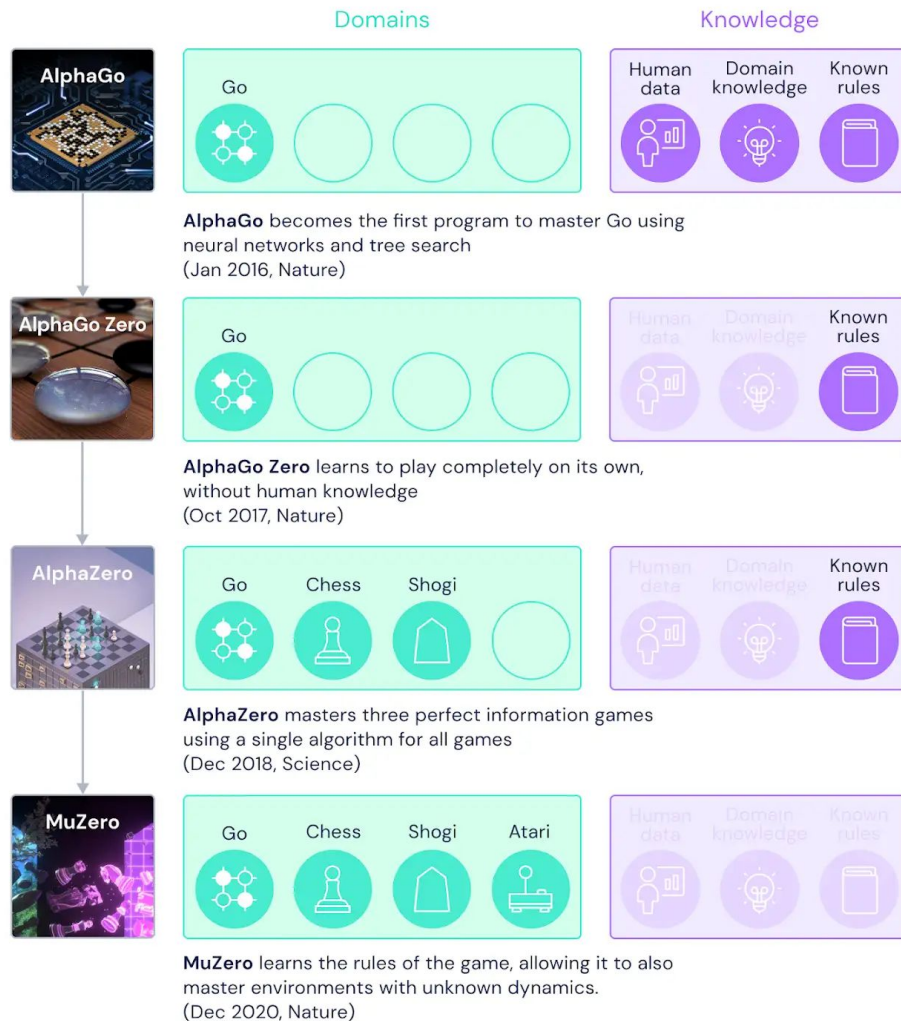 Domains
Knowledge
AlphaGo
Go
Human data
Domain knowledge
Known rules
AlphaGo becomes the first program to master Go using
neural networks and tree search
(Jan 2016, Nature)
AlphaGo Zero
Go
Human data
Domain knowledge
Known rules
AlphaGo Zero learns to play completely on its own,
without human knowledge
(Oct 2017, Nature)
AlphaZero
Go
Chess
Shogi
Human data
Domain knowledge
Known rules
AlphaZero masters three perfect information games
using a single algorithm for all games
(Dec 2018, Science)
MuZero
Go
Chess
Shogi
Atari
Human data
Domain knowledge
Known rules
MuZero learns the rules of the game, allowing it to also
master environments with unknown dynamics.
(Dec 2020, Nature)